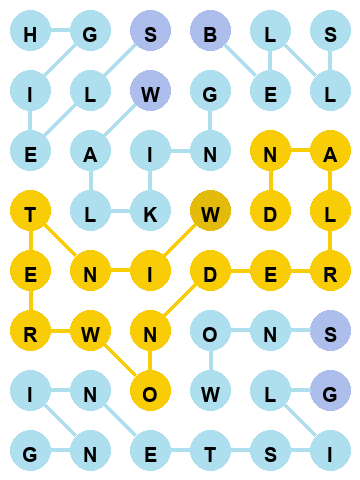 H G S B L S
I L W G E L
E A I N N A
T L K W D L
E N I D E R
R W N O N S
I N O W L G
G N E T S I